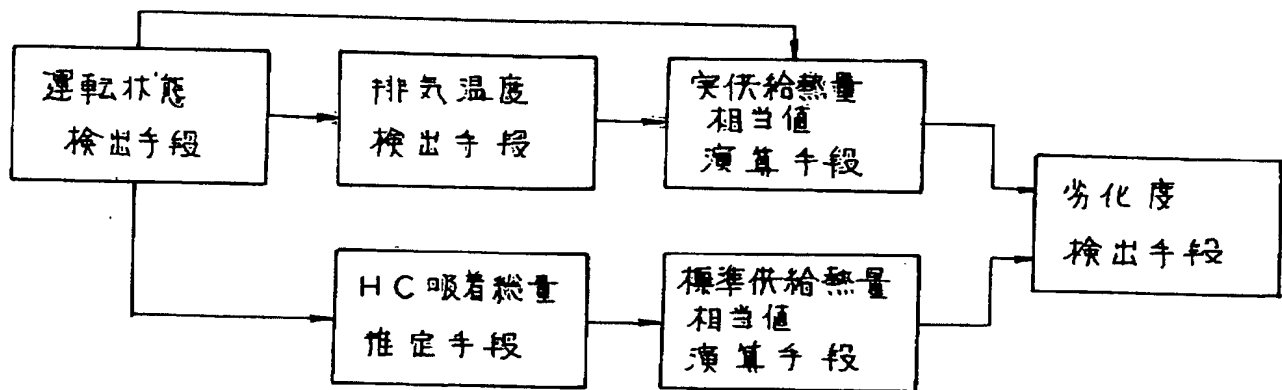 運転状態
検出手段
排気温度
検出手段
実供給熱量
相当値
演算手段
HC吸着総量
推定手段
標準供給熱量
相当値
演算手段
劣化度
検出手段